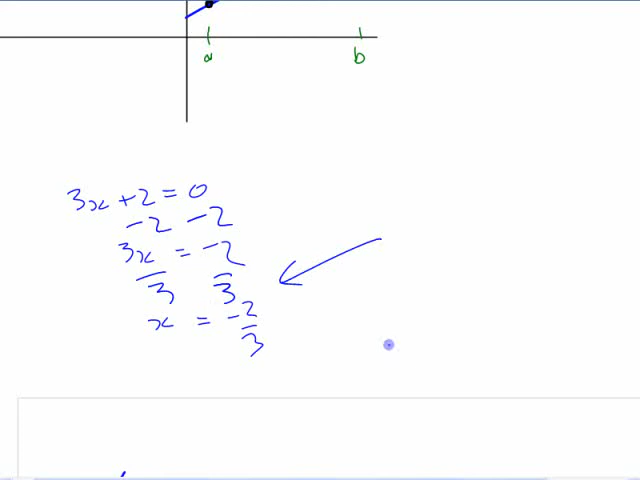 a b
3x + 2 = 0
-2 -2
3x = -2
3 3
x = -2
3